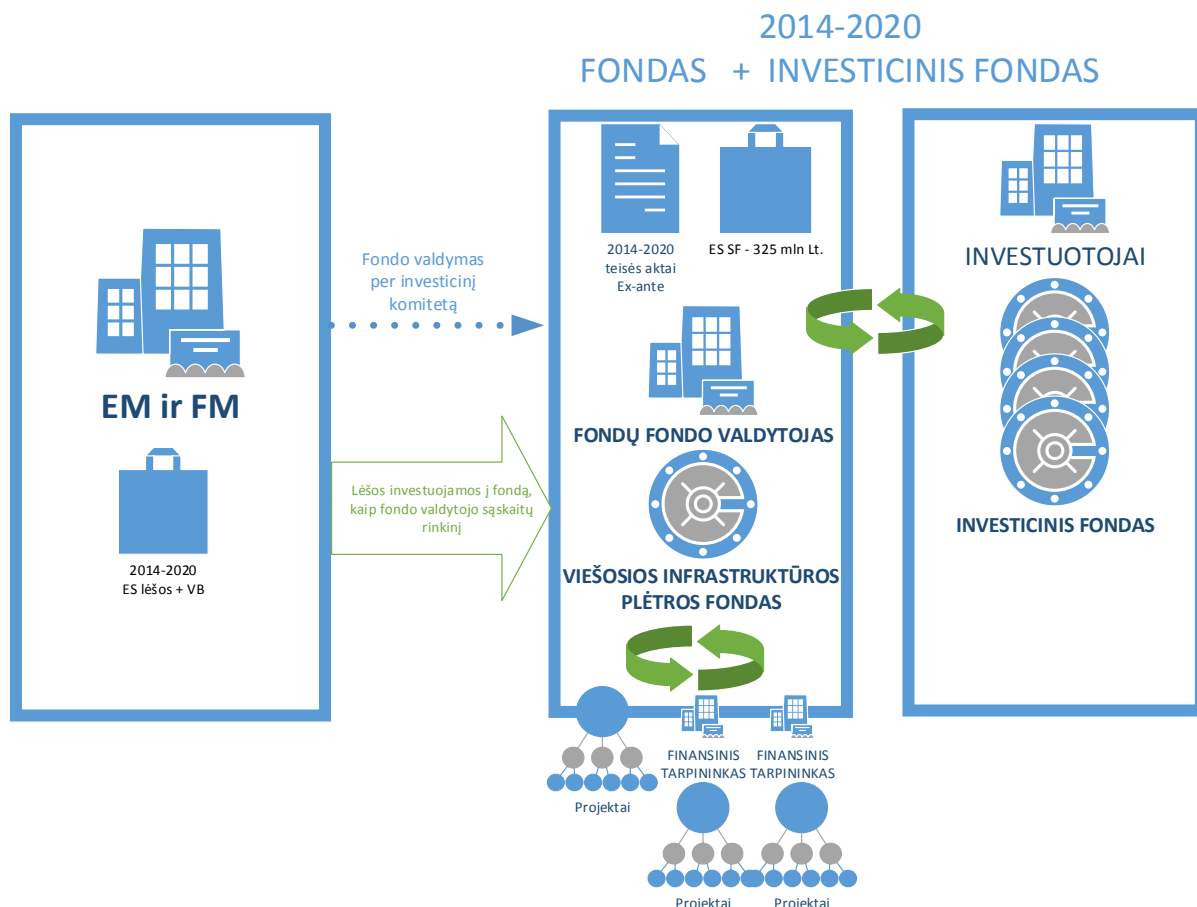 2014-2020
FONDAS + INVESTICINIS FONDAS
EM ir FM
2014-2020
ES lėšos + VB
Fondo valdymas
per investicinį
komitetą
Lėšos investuojamos į fondą,
kaip fondo valdytojo sąskaitų
rinkinį
2014-2020
teisės aktai
Ex-ante
ES SF - 325 mln Lt.
FONDŲ FONDO VALDYTOJAS
VIEŠOSIOS INFRASTRUKTŪROS
PLĖTROS FONDAS
INVESTUOTOJAI
INVESTICINIS FONDAS
Projektai
FINANSINIS
TARPININKAS
Projektai
FINANSINIS
TARPININKAS
Projektai